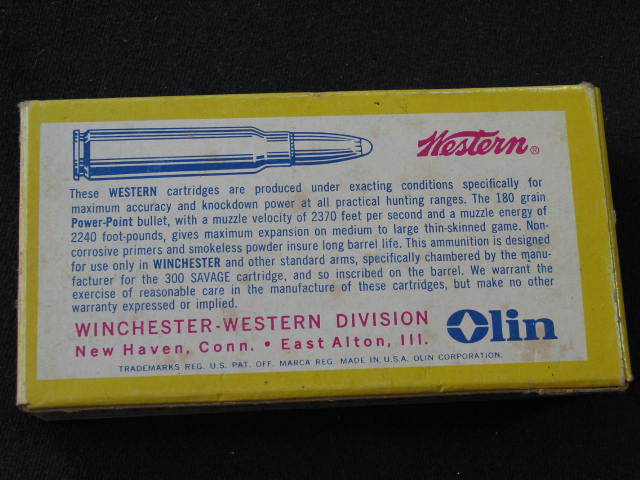 Western®
These WESTERN cartridges are produced under exacting conditions specifically for
maximum accuracy and knockdown power at all practical hunting ranges. The 180 grain
Power-Point bullet, with a muzzle velocity of 2370 feet per second and a muzzle energy of
2240 foot-pounds, gives maximum expansion on medium to large thin-skinned game. Non-
corrosive primers and smokeless powder insure long barrel life. This ammunition is designed
for use only in WINCHESTER and other standard arms, specifically chambered by the manu-
facturer for the 300 SAVAGE cartridge, and so inscribed on the barrel. We warrant the
exercise of reasonable care in the manufacture of these cartridges, but make no other
warranty expressed or implied.
WINCHESTER-WESTERN DIVISION
New Haven, Conn. • East Alton, Ill.
Olin
TRADEMARKS REG. U.S. PAT. OFF. MARCA REG. MADE IN U.S.A. OLIN CORPORATION.